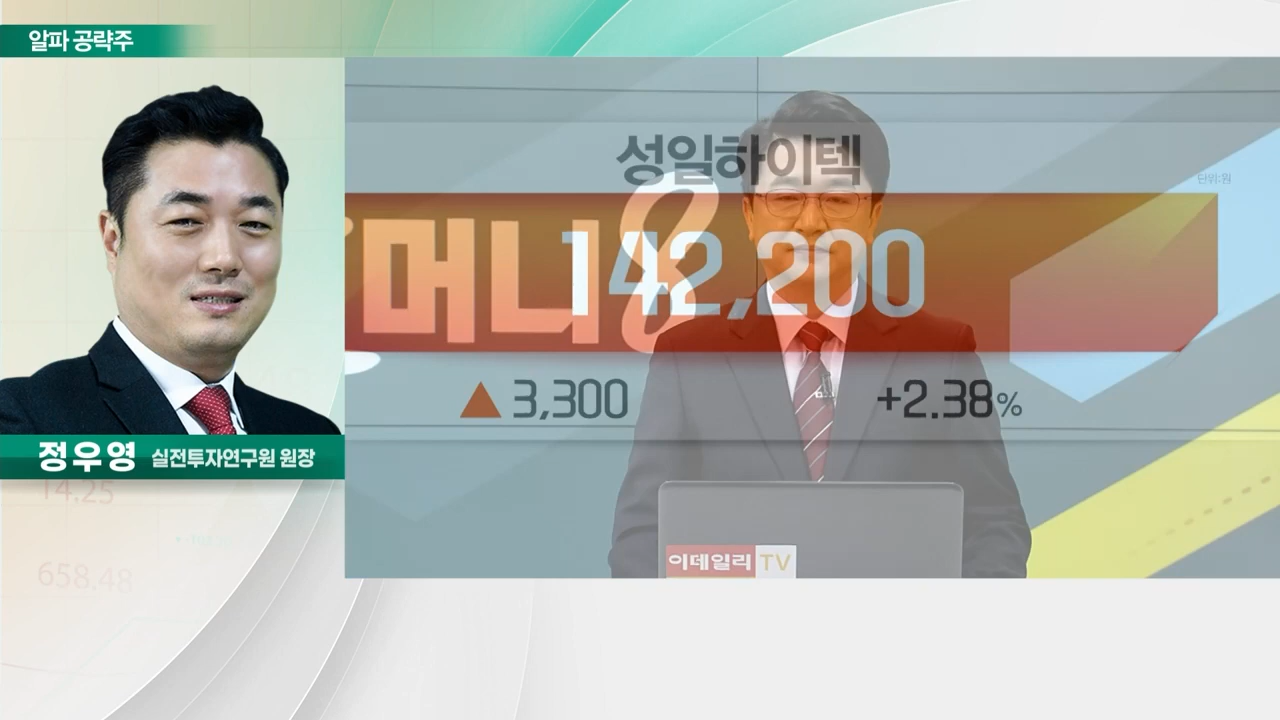 알파 공략주
성일하이텍
단위:원
머니
8
142,200
▲ 3,300
+2.38%
정우영 실전투자연구원 원장
14.25
658.48
이데일리 TV